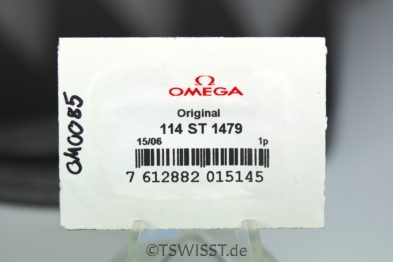 OMEGA
Original
114 ST 1479
15/06 1p
7 612882 015145
OM0085
©TSWISST.de